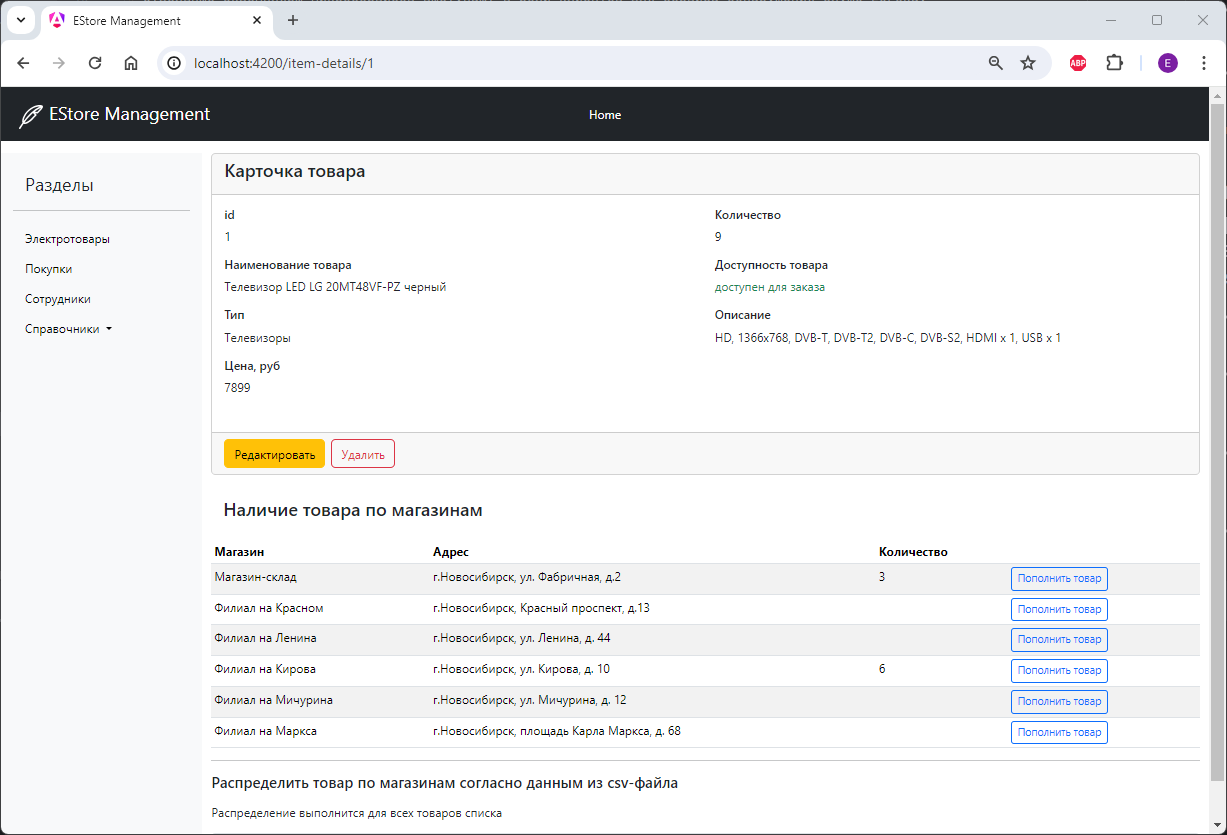 EStore Management
localhost:4200/item-details/1
ABP
E
EStore Management
Home
Разделы
Электротовары
Покупки
Сотрудники
Справочники
Карточка товара
id
1
Наименование товара
Телевизор LED LG 20MT48VF-PZ черный
Тип
Телевизоры
Цена, руб
7899
Количество
9
Доступность товара
доступен для заказа
Описание
HD, 1366x768, DVB-T, DVB-T2, DVB-C, DVB-S2, HDMI x 1, USB x 1
Редактировать Удалить
Наличие товара по магазинам
Магазин Адрес Количество
Магазин-склад г.Новосибирск, ул. Фабричная, д.2 3 Пополнить товар
Филиал на Красном г.Новосибирск, Красный проспект, д.13 Пополнить товар
Филиал на Ленина г.Новосибирск, ул. Ленина, д. 44 Пополнить товар
Филиал на Кирова г.Новосибирск, ул. Кирова, д. 10 6 Пополнить товар
Филиал на Мичурина г.Новосибирск, ул. Мичурина, д. 12 Пополнить товар
Филиал на Маркса г.Новосибирск, площадь Карла Маркса, д. 68 Пополнить товар
Распределить товар по магазинам согласно данным из csv-файла
Распределение выполнится для всех товаров списка